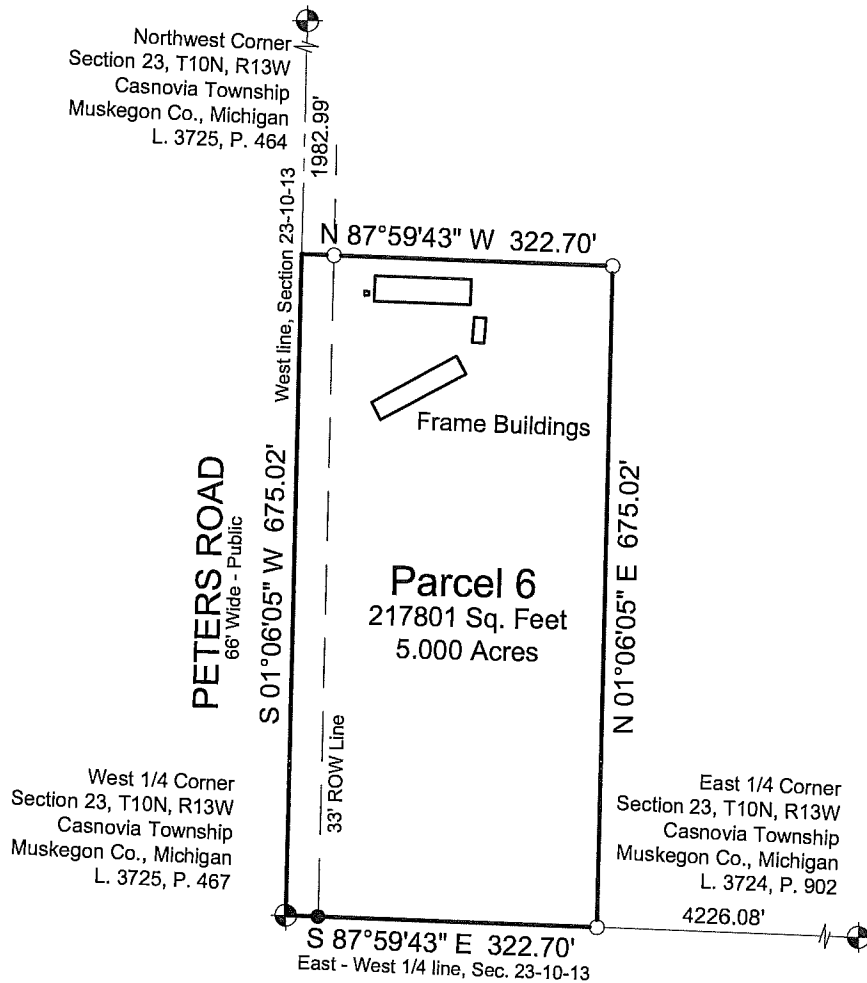 Northwest Corner
Section 23, T10N, R13W
Casnovia Township
Muskegon Co., Michigan
L. 3725, P. 464
1982.99'
West line, Section 23-10-13
N 87°59'43" W 322.70'
Frame Buildings
PETERS ROAD
66' Wide - Public
S 01°06'05" W 675.02'
33' ROW Line
Parcel 6
217801 Sq. Feet
5.000 Acres
N 01°06'05" E 675.02'
West 1/4 Corner
Section 23, T10N, R13W
Casnovia Township
Muskegon Co., Michigan
L. 3725, P. 467
East 1/4 Corner
Section 23, T10N, R13W
Casnovia Township
Muskegon Co., Michigan
L. 3724, P. 902
4226.08'
S 87°59'43" E 322.70'
East - West 1/4 line, Sec. 23-10-13